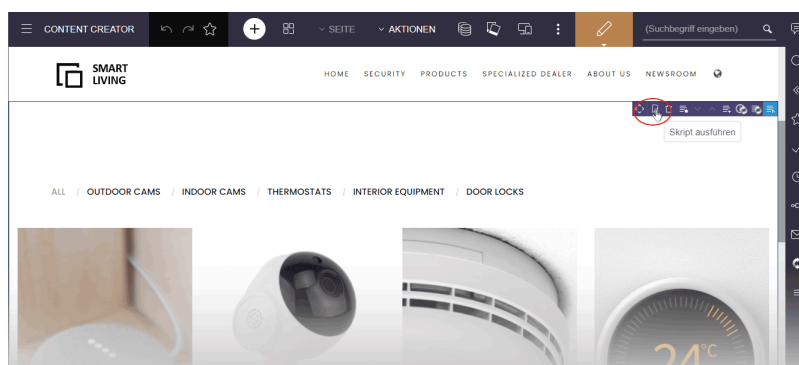 CONTENT CREATOR SEITE AKTIONEN (Suchbegriff eingeben)
SMART
LIVING
HOME SECURITY PRODUCTS SPECIALIZED DEALER ABOUT US NEWSROOM
Skript ausführen
ALL / OUTDOOR CAMS / INDOOR CAMS / THERMOSTATS / INTERIOR EQUIPMENT / DOOR LOCKS
24°C